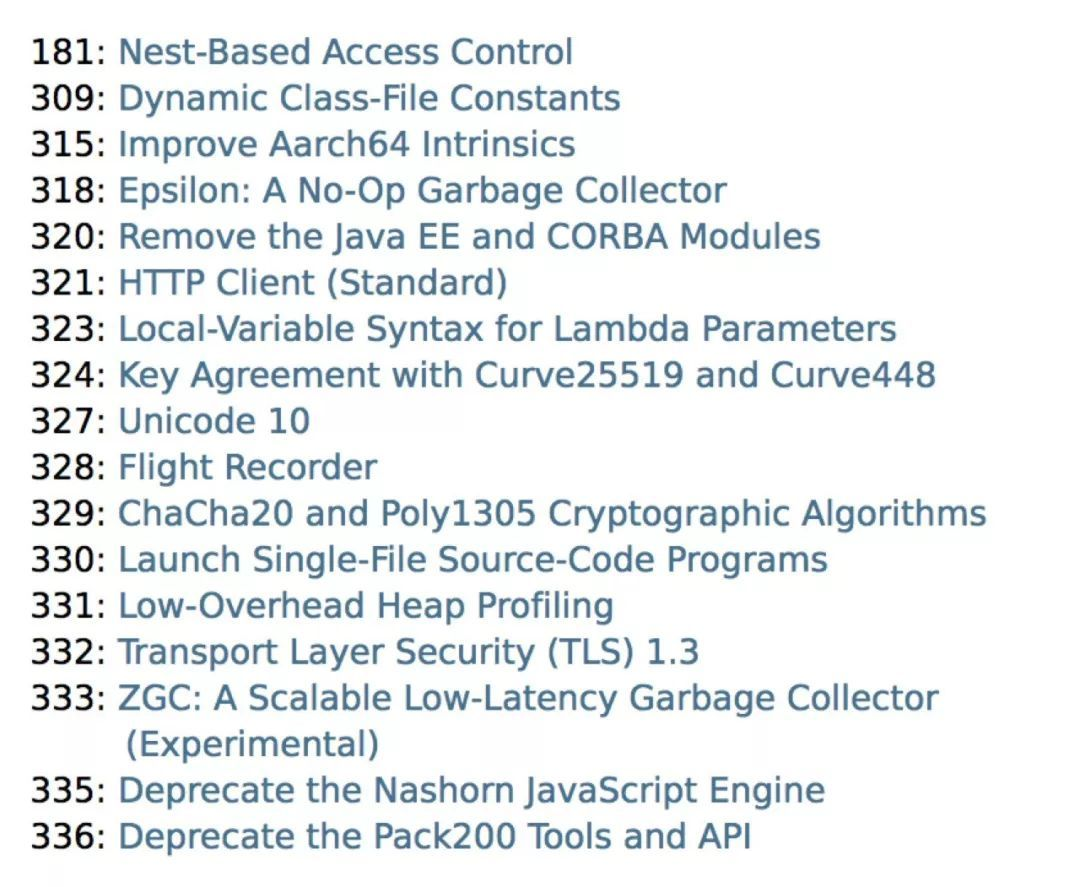 181: Nest-Based Access Control
309: Dynamic Class-File Constants
315: Improve Aarch64 Intrinsics
318: Epsilon: A No-Op Garbage Collector
320: Remove the Java EE and CORBA Modules
321: HTTP Client (Standard)
323: Local-Variable Syntax for Lambda Parameters
324: Key Agreement with Curve25519 and Curve448
327: Unicode 10
328: Flight Recorder
329: ChaCha20 and Poly1305 Cryptographic Algorithms
330: Launch Single-File Source-Code Programs
331: Low-Overhead Heap Profiling
332: Transport Layer Security (TLS) 1.3
333: ZGC: A Scalable Low-Latency Garbage Collector
(Experimental)
335: Deprecate the Nashorn JavaScript Engine
336: Deprecate the Pack200 Tools and API